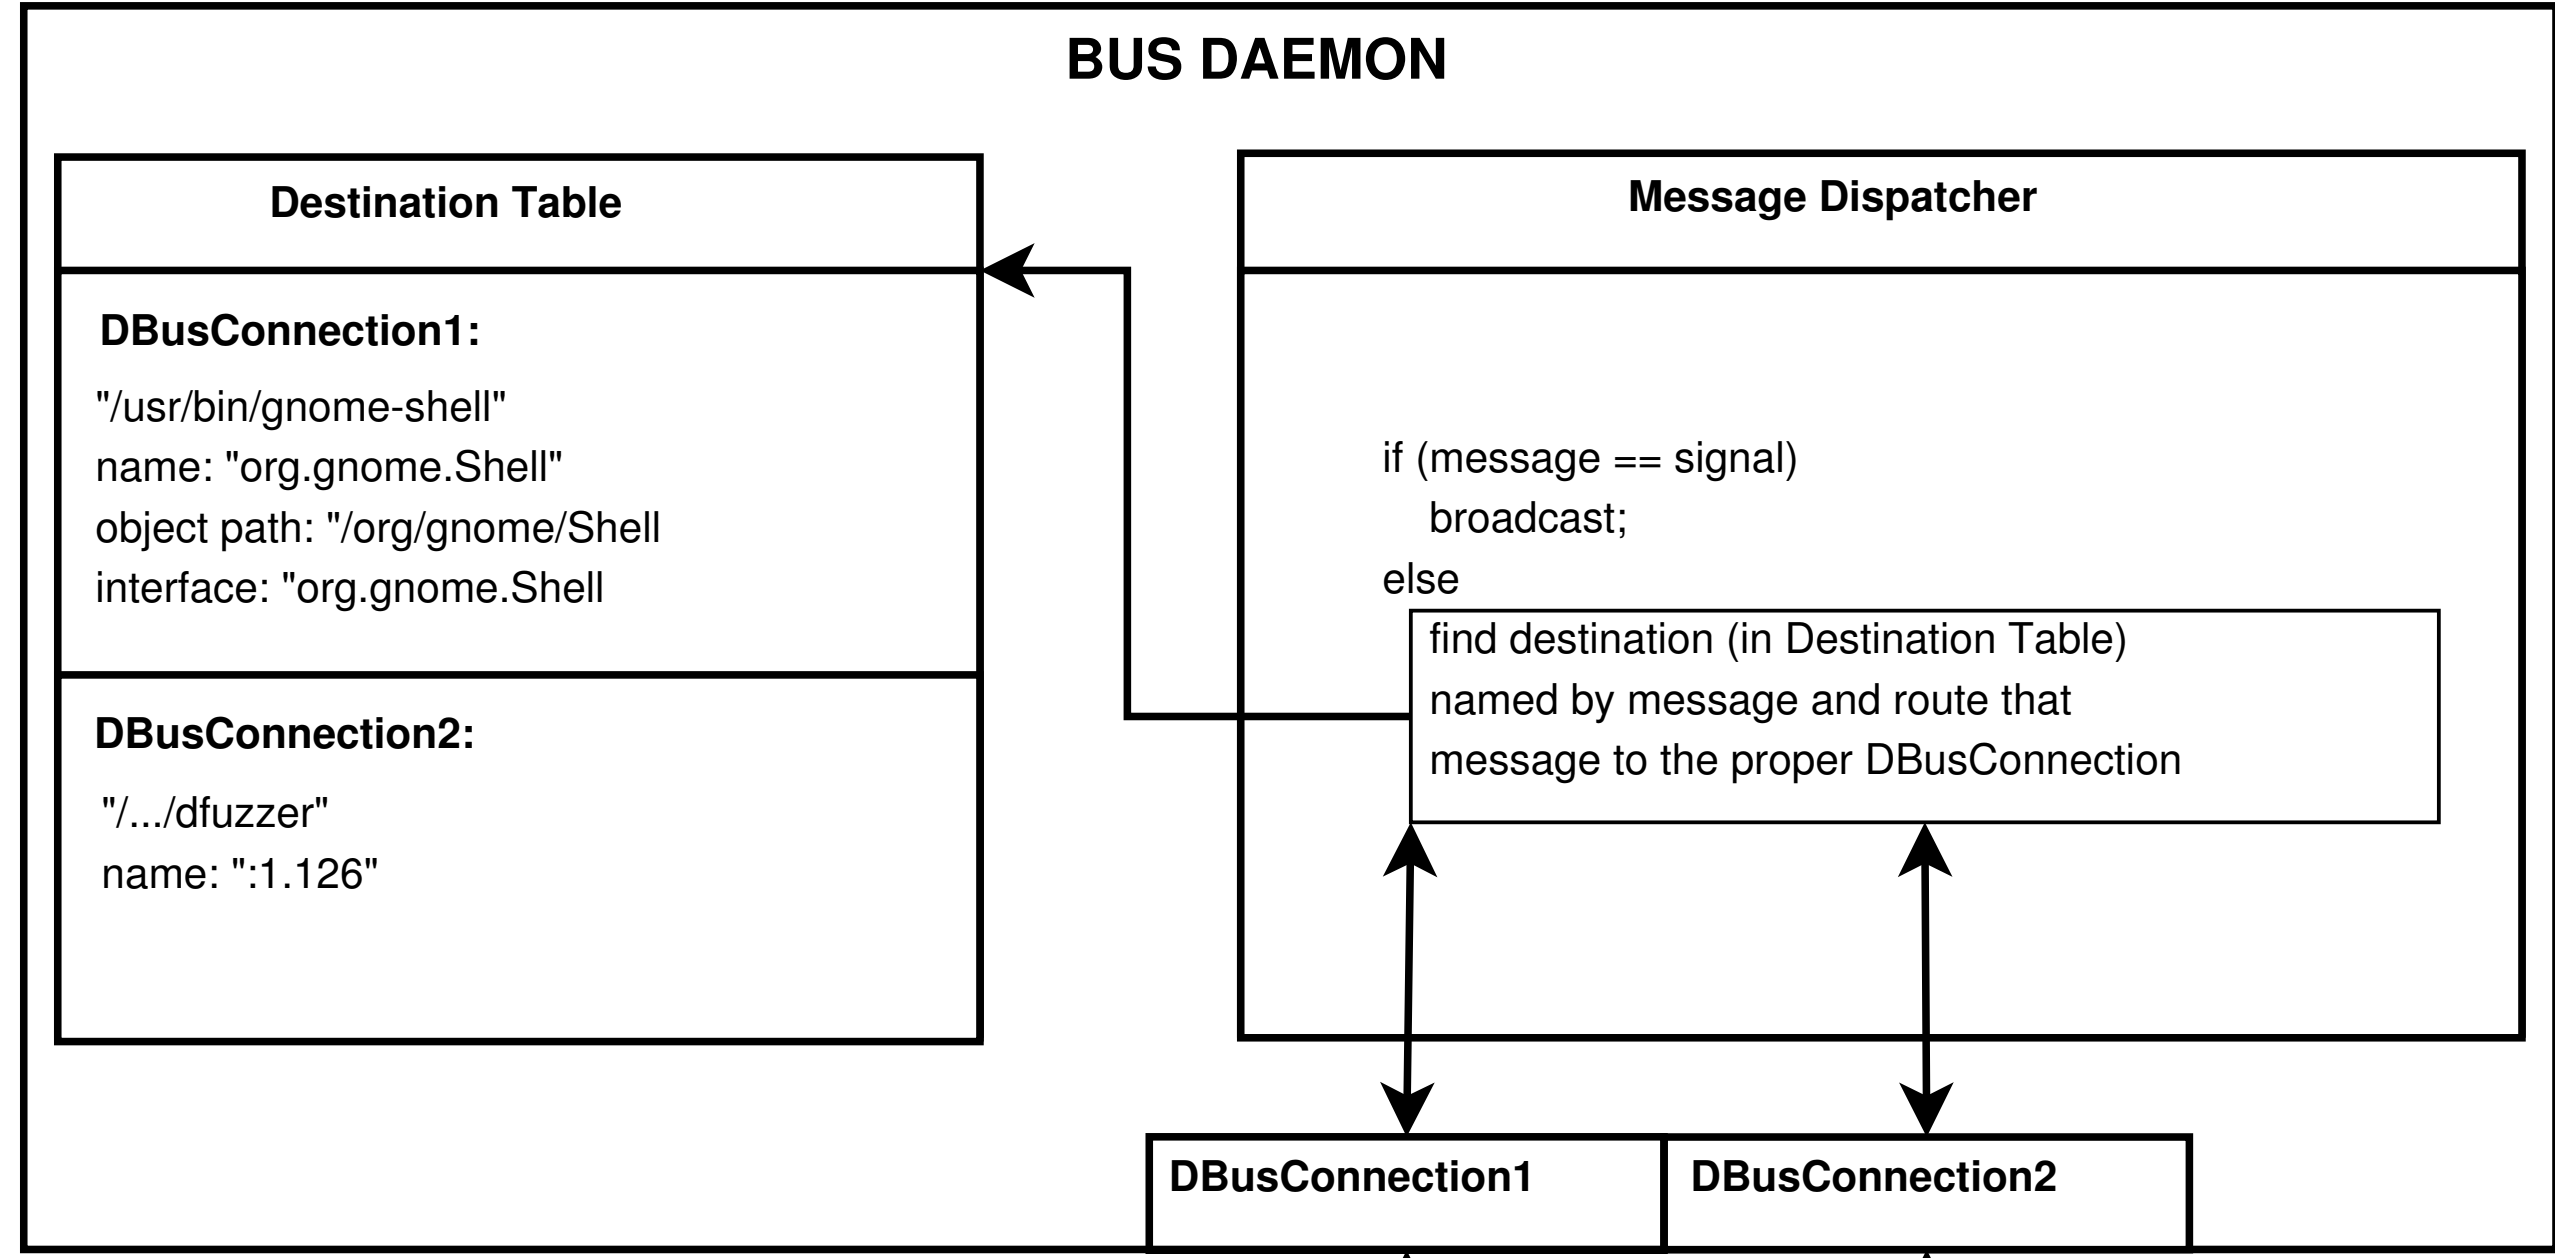 BUS DAEMON
Destination Table
DBusConnection1:
"/usr/bin/gnome-shell"
name: "org.gnome.Shell"
object path: "/org/gnome/Shell
interface: "org.gnome.Shell
DBusConnection2:
"/.../dfuzzer"
name: ":1.126"
Message Dispatcher
if (message == signal)
broadcast;
else
find destination (in Destination Table)
named by message and route that
message to the proper DBusConnection
DBusConnection1
DBusConnection2